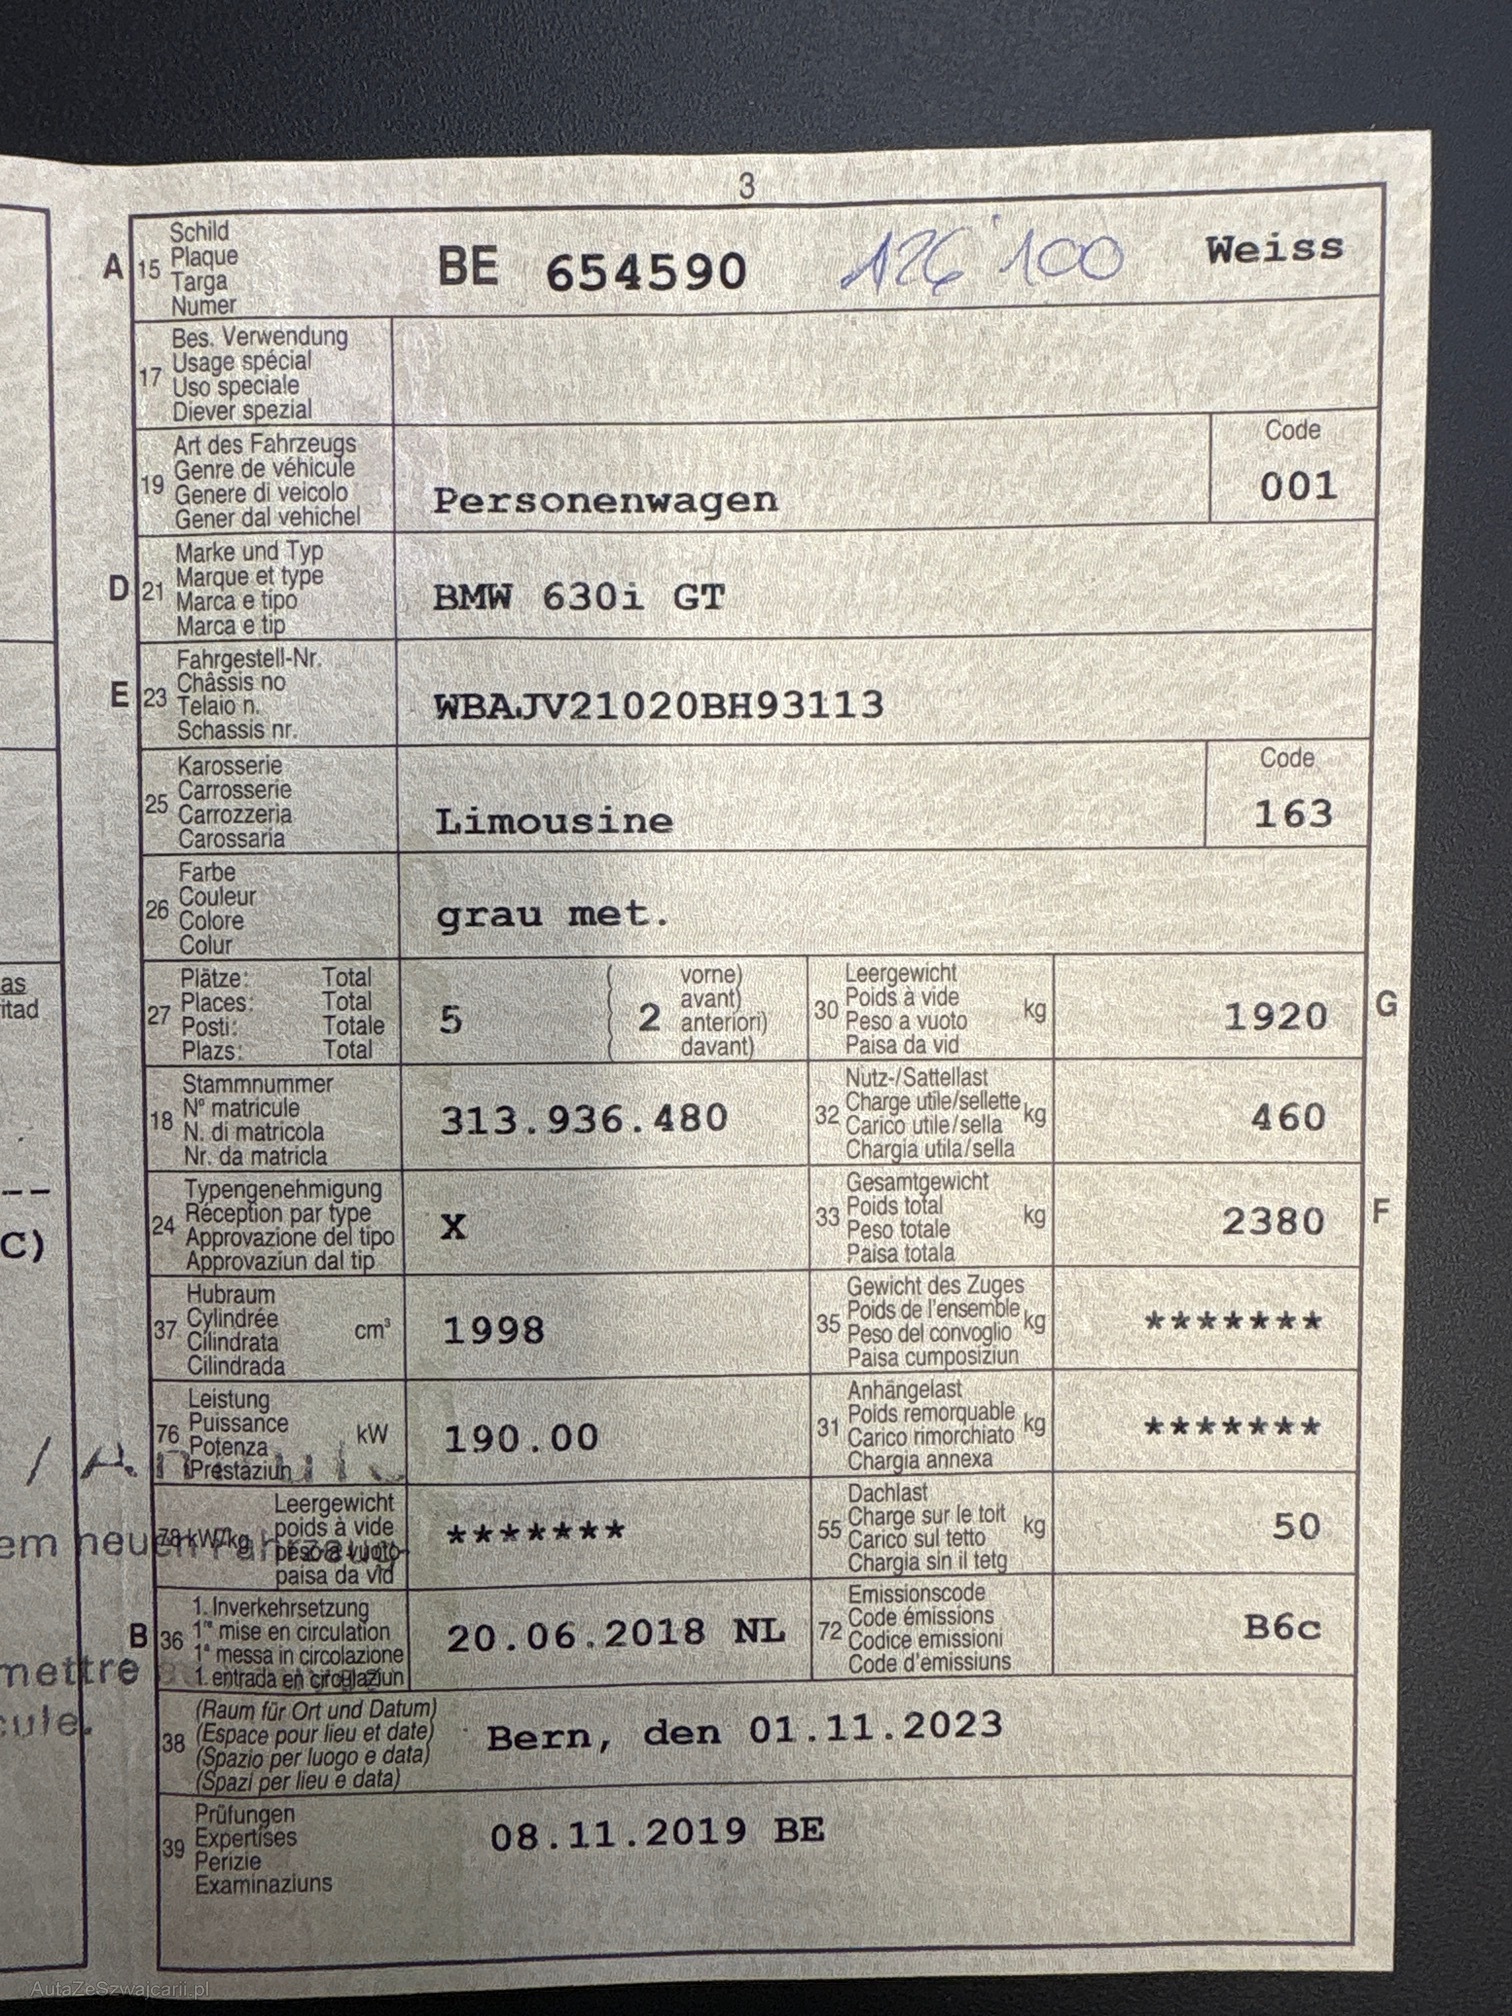 3
A 15 Schild
Plaque
Targa
Numer
BE 654590 126'100 Weiss
17 Bes. Verwendung
Usage spécial
Uso speciale
Diever spezial
19 Art des Fahrzeugs
Genre de véhicule
Genere di veicolo
Gener dal vehichel
Personenwagen
Code
001
D 21 Marke und Typ
Marque et type
Marca e tipo
Marca e tip
BMW 630i GT
E 23 Fahrgestell-Nr.
Châssis no
Telaio n.
Schassis nr.
WBAJV21020BH93113
25 Karosserie
Carrosserie
Carrozzeria
Carossaria
Limousine
Code
163
26 Farbe
Couleur
Colore
Colur
grau met.
27 Plätze: Total
Places: Total
Posti: Totale
Plazs: Total
5
2
vorne)
avant)
anteriori)
davant)
30 Leergewicht
Poids à vide
Peso a vuoto
Paisa da vid
kg
1920 G
18 Stammnummer
N° matricule
N. di matricola
Nr. da matricla
313.936.480
32 Nutz-/Sattellast
Charge utile/sellette
Carico utile/sella
Chargia utila/sella
kg
460
24 Typengenehmigung
Réception par type
Approvazione del tipo
Approvaziun dal tip
X
33 Gesamtgewicht
Poids total
Peso totale
Paisa totala
kg
2380 F
37 Hubraum
Cylindrée
Cilindrata
Cilindrada
cm³
1998
35 Gewicht des Zuges
Poids de l'ensemble
Peso del convoglio
Paisa cumposiziun
kg
*******
76 Leistung
Puissance
Potenza
Prestaziun
kW
190.00
31 Anhängelast
Poids remorquable
Carico rimorchiato
Chargia annexa
kg
*******
78 kW/kg Leergewicht
poids à vide
peso a vuoto
paisa da vid
*******
55 Dachlast
Charge sur le toit
Carico sul tetto
Chargia sin il tetg
kg
50
B 36 1. Inverkehrsetzung
1re mise en circulation
1a messa in circolazione
1. entrada en circulaziun
20.06.2018 NL
72 Emissionscode
Code émissions
Codice emissioni
Code d'emissiuns
B6c
38 (Raum für Ort und Datum)
(Espace pour lieu et date)
(Spazio per luogo e data)
(Spazi per lieu e data)
Bern, den 01.11.2023
39 Prüfungen
Expertises
Perizie
Examinaziuns
08.11.2019 BE
as
itad
--
C)
em neuen Fahrzeug
mettre
cule.
AutaZeSzwajcarii.pl